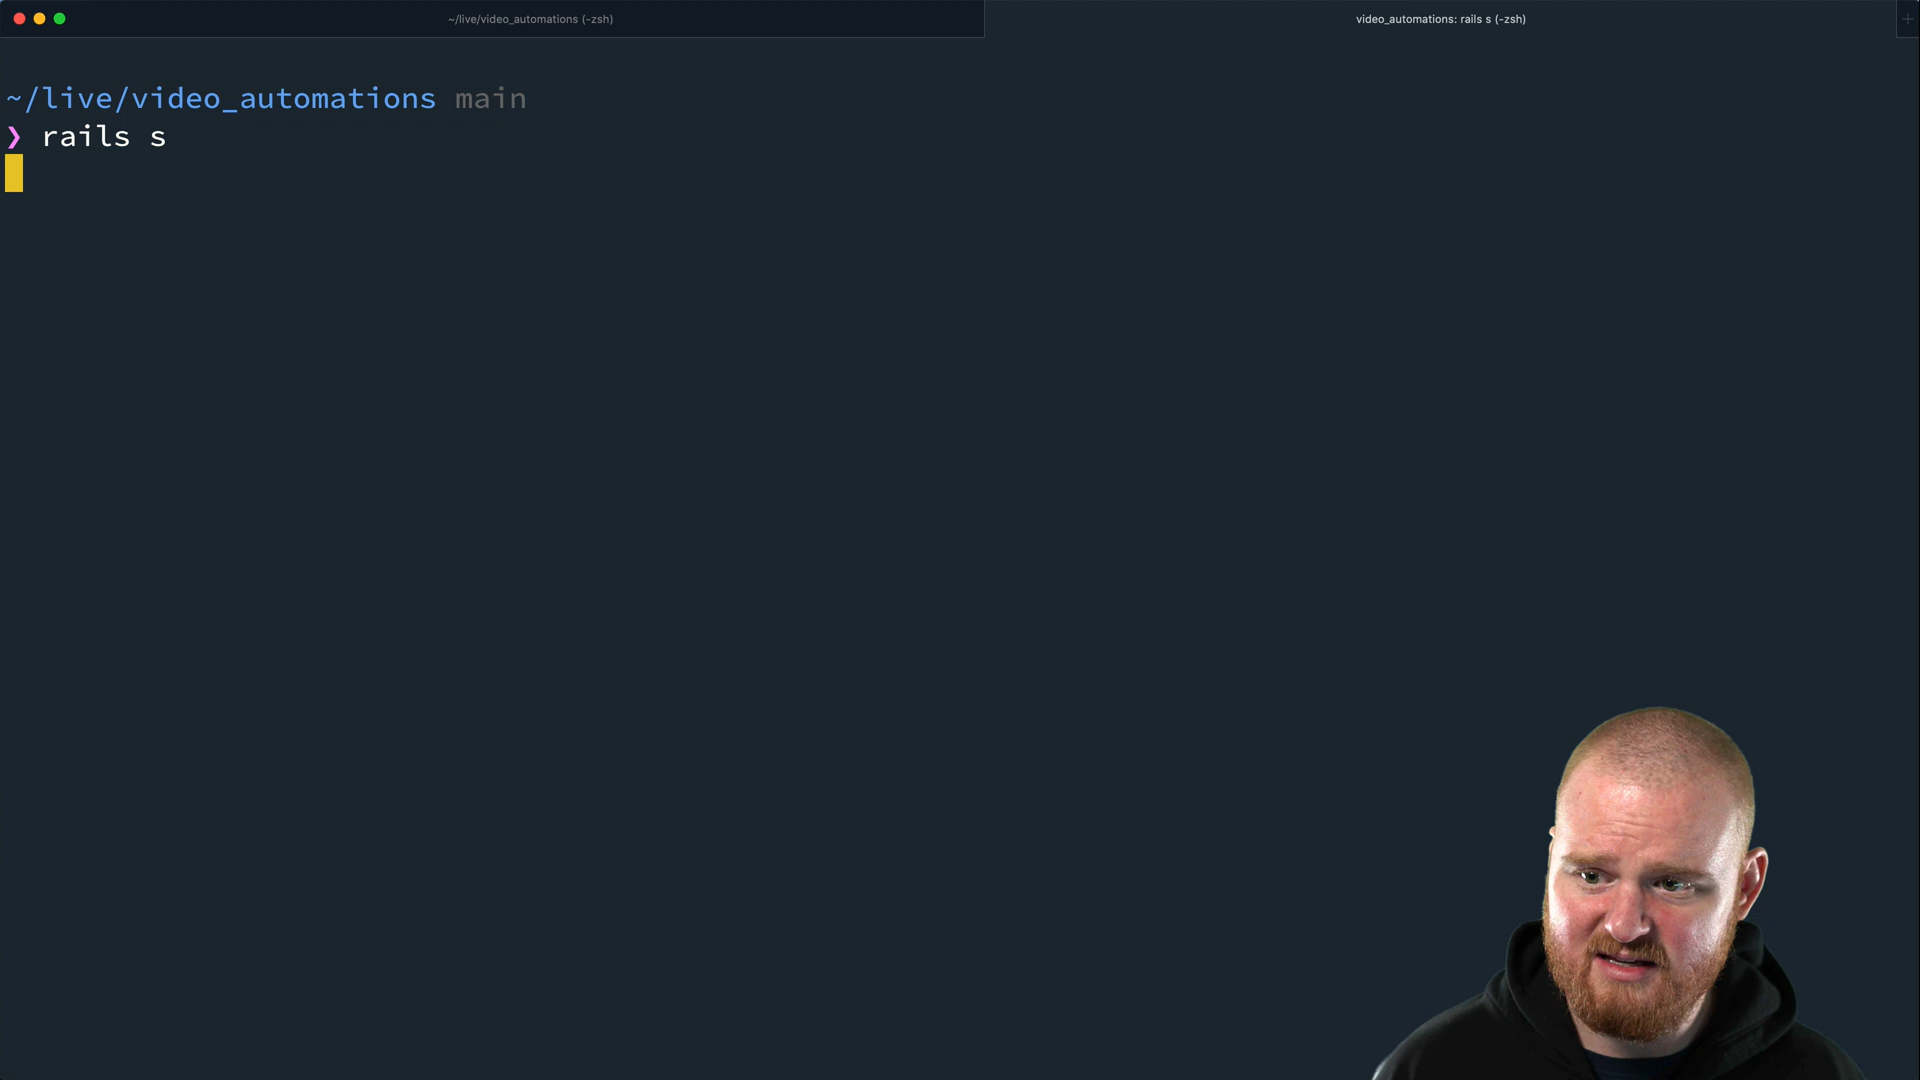 ~/live/video_automations (-zsh)
video_automations: rails s (-zsh)
~/live/video_automations main
❯ rails s